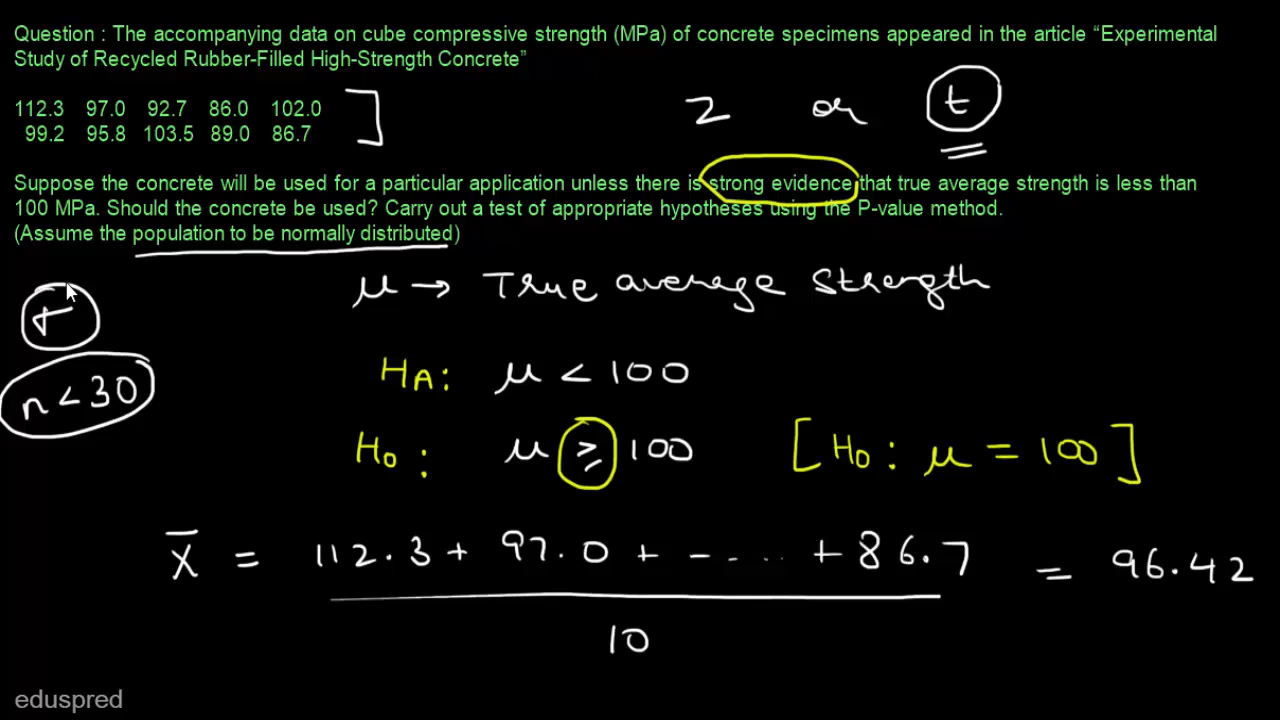 Question : The accompanying data on cube compressive strength (MPa) of concrete specimens appeared in the article “Experimental
Study of Recycled Rubber-Filled High-Strength Concrete”
112.3 97.0 92.7 86.0 102.0
99.2 95.8 103.5 89.0 86.7
Z or t
Suppose the concrete will be used for a particular application unless there is strong evidence that true average strength is less than
100 MPa. Should the concrete be used? Carry out a test of appropriate hypotheses using the P-value method.
(Assume the population to be normally distributed)
μ → True average strength
σ
n < 30
HA: μ < 100
H0 : μ ≥ 100 [H0 : μ = 100]
X̅ = 112.3 + 97.0 + - . . . . + 86.7 = 96.42
10
eduspred